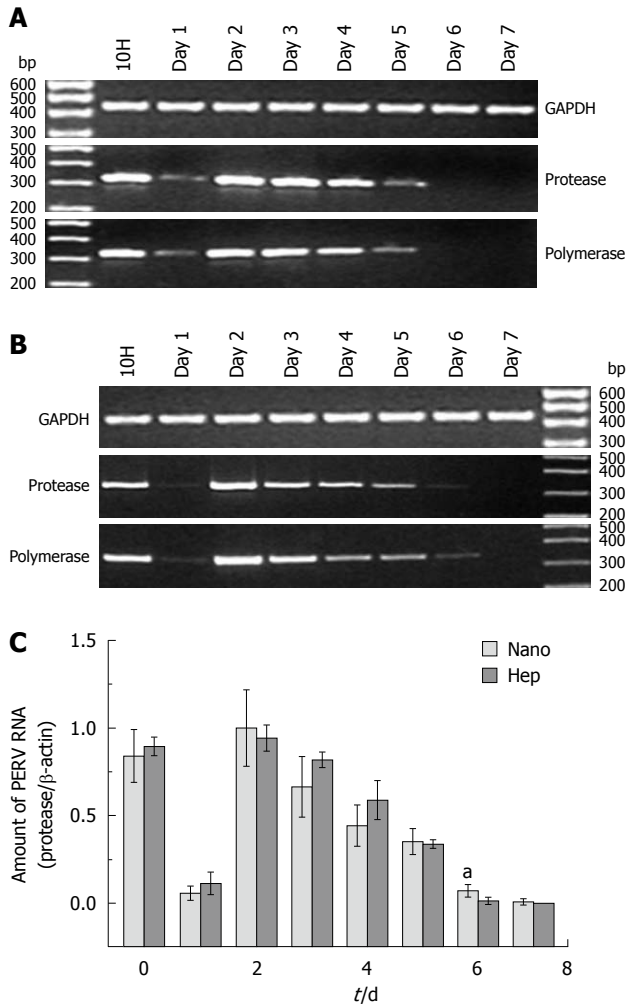 A
bp
10H
Day 1
Day 2
Day 3
Day 4
Day 5
Day 6
Day 7
600
500
400
300
GAPDH
500
400
300
200
Protease
500
400
300
200
Polymerase
B
10H
Day 1
Day 2
Day 3
Day 4
Day 5
Day 6
Day 7
bp
GAPDH
600
500
400
300
Protease
500
400
300
200
Polymerase
500
400
300
200
C
Amount of PERV RNA
(protease/β-actin)
1.5
1.0
0.5
0.0
Nano
Hep
a
0 2 4 6 8
t/d